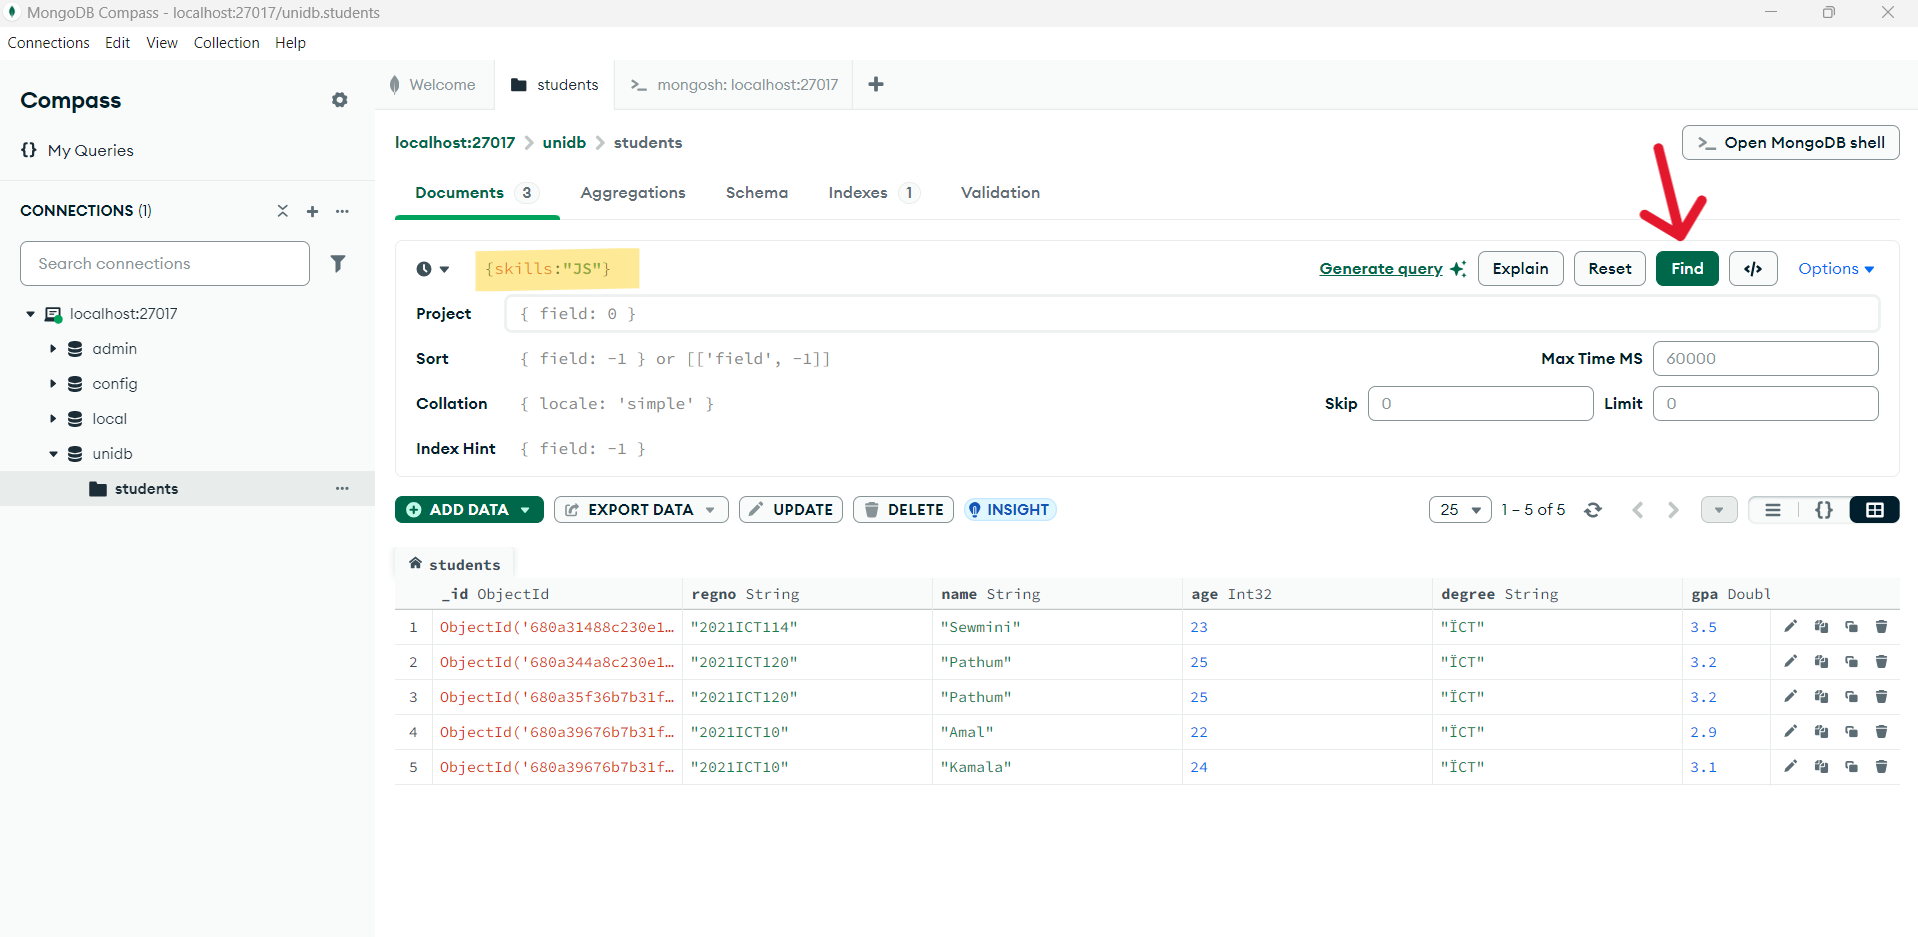 MongoDB Compass - localhost:27017/unidb.students
Connections Edit View Collection Help
Compass
{} My Queries
CONNECTIONS (1)
Search connections
localhost:27017
admin
config
local
unidb
students
Welcome
students
>_ mongosh: localhost:27017
localhost:27017 > unidb > students
>_ Open MongoDB shell
Documents 3 Aggregations Schema Indexes 1 Validation
{skills:"JS"}
Generate query Explain Reset Find </> Options
Project { field: 0 }
Sort { field: -1 } or [['field', -1]] Max Time MS 60000
Collation { locale: 'simple' } Skip 0 Limit 0
Index Hint { field: -1 }
ADD DATA EXPORT DATA UPDATE DELETE INSIGHT 25 1 – 5 of 5 {}
students
_id ObjectId regno String name String age Int32 degree String gpa Doubl
1 ObjectId('680a31488c230e1… "2021ICT114" "Sewmini" 23 "ÏCT" 3.5
2 ObjectId('680a344a8c230e1… "2021ICT120" "Pathum" 25 "ÏCT" 3.2
3 ObjectId('680a35f36b7b31f… "2021ICT120" "Pathum" 25 "ÏCT" 3.2
4 ObjectId('680a39676b7b31f… "2021ICT10" "Amal" 22 "ÏCT" 2.9
5 ObjectId('680a39676b7b31f… "2021ICT10" "Kamala" 24 "ÏCT" 3.1